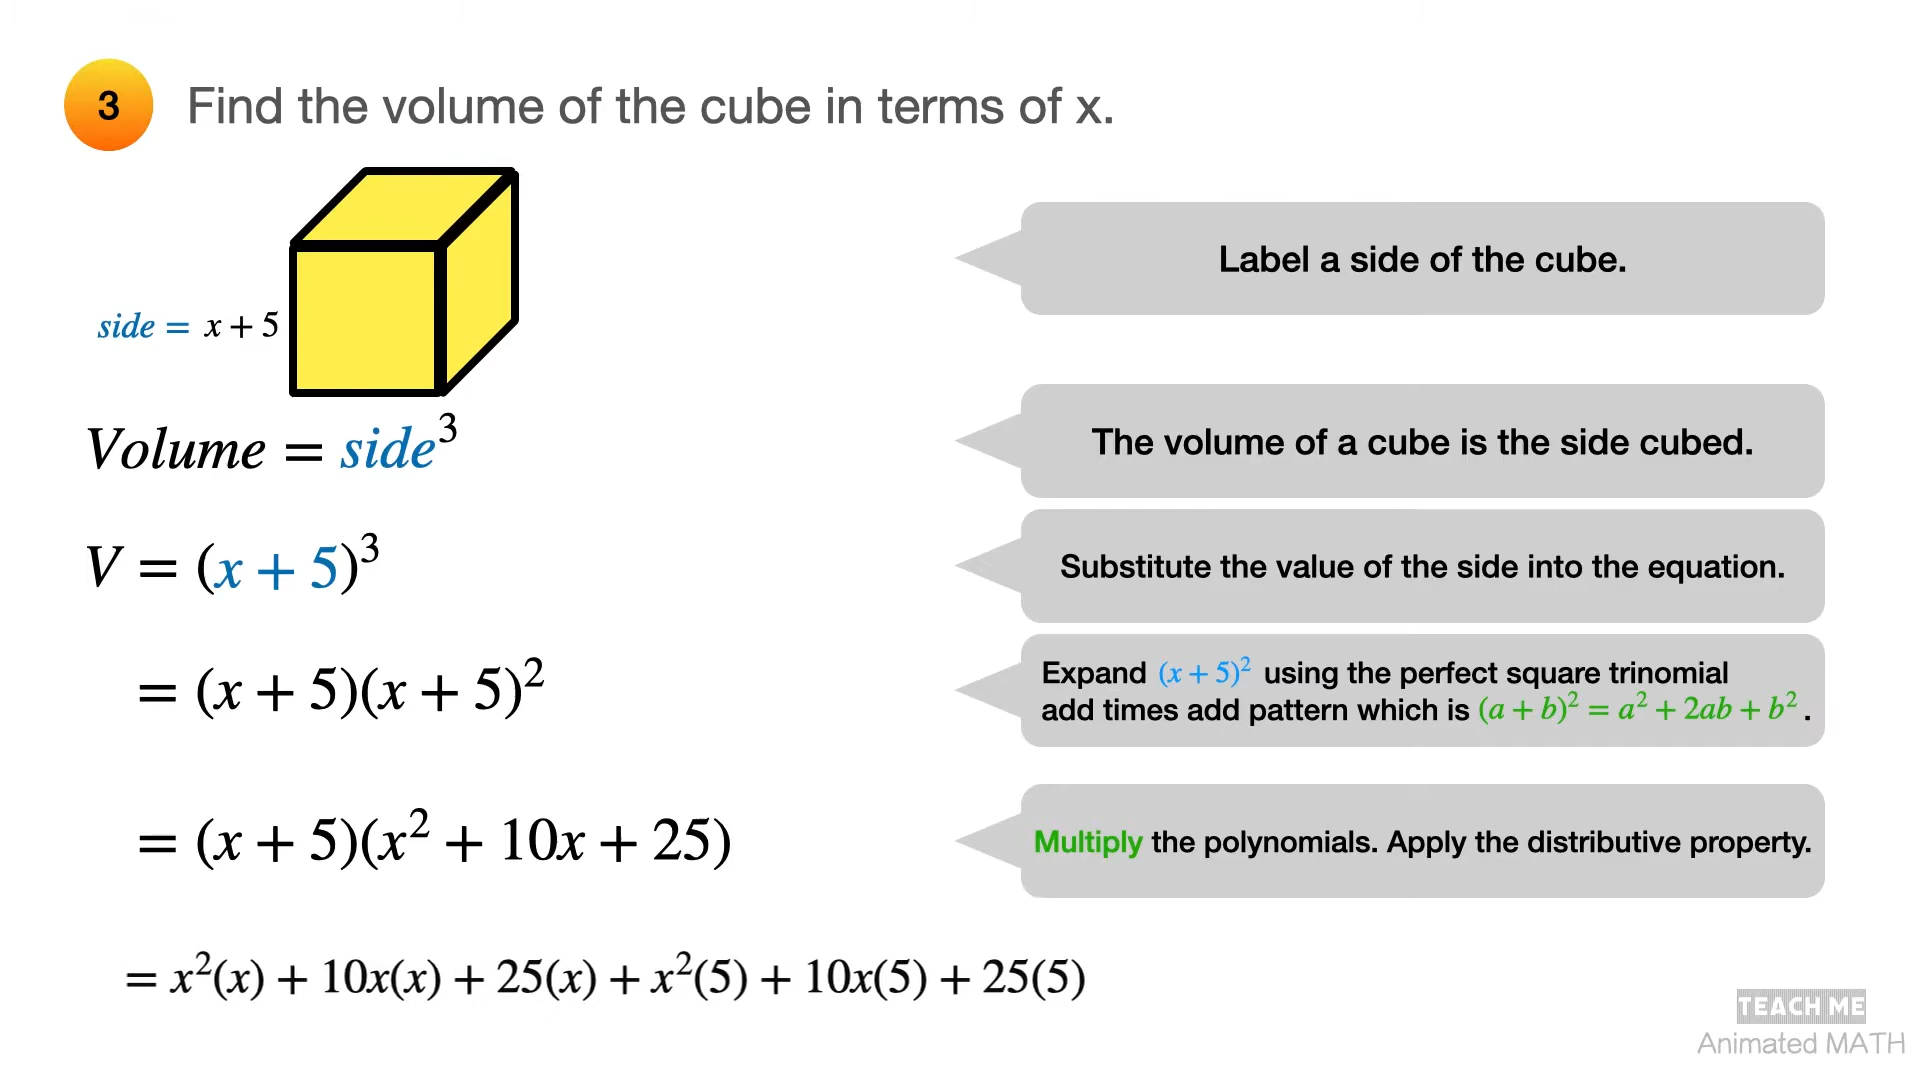 3 Find the volume of the cube in terms of x.
Label a side of the cube.
side = x + 5
Volume = side³
The volume of a cube is the side cubed.
V = (x + 5)³
Substitute the value of the side into the equation.
= (x + 5)(x + 5)²
Expand (x + 5)² using the perfect square trinomial
add times add pattern which is (a + b)² = a² + 2ab + b² .
= (x + 5)(x² + 10x + 25)
Multiply the polynomials. Apply the distributive property.
= x²(x) + 10x(x) + 25(x) + x²(5) + 10x(5) + 25(5)
TEACH ME
Animated MATH